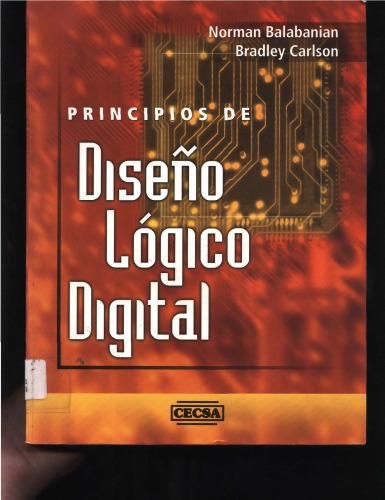 Norman Balabanian
Bradley Carlson
PRINCIPIOS DE
Diseño
Lógico
Digital
CECSA